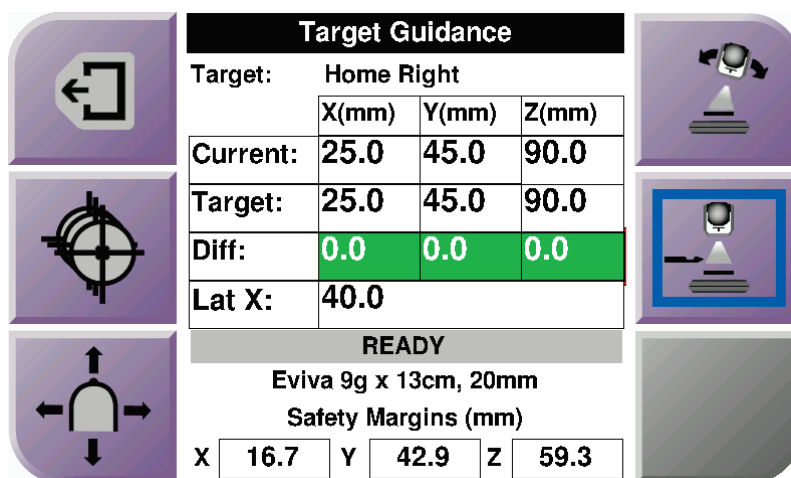 Target Guidance
Target: Home Right
X(mm) Y(mm) Z(mm)
Current: 25.0 45.0 90.0
Target: 25.0 45.0 90.0
Diff: 0.0 0.0 0.0
Lat X: 40.0
READY
Eviva 9g x 13cm, 20mm
Safety Margins (mm)
X 16.7 Y 42.9 Z 59.3